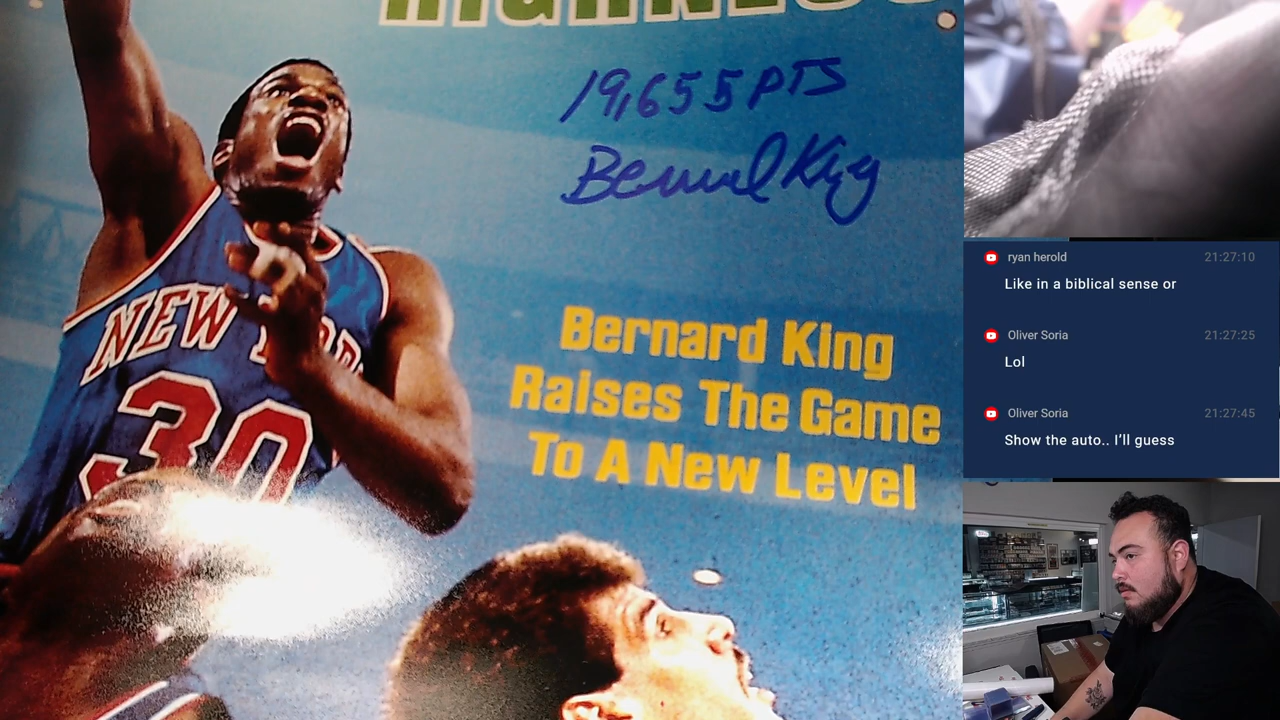 HIGHNESS
19,655 PTS
Bernard King
NEW YORK
30
Bernard King
Raises The Game
To A New Level
ryan herold 21:27:10
Like in a biblical sense or
Oliver Soria 21:27:25
Lol
Oliver Soria 21:27:45
Show the auto.. I'll guess